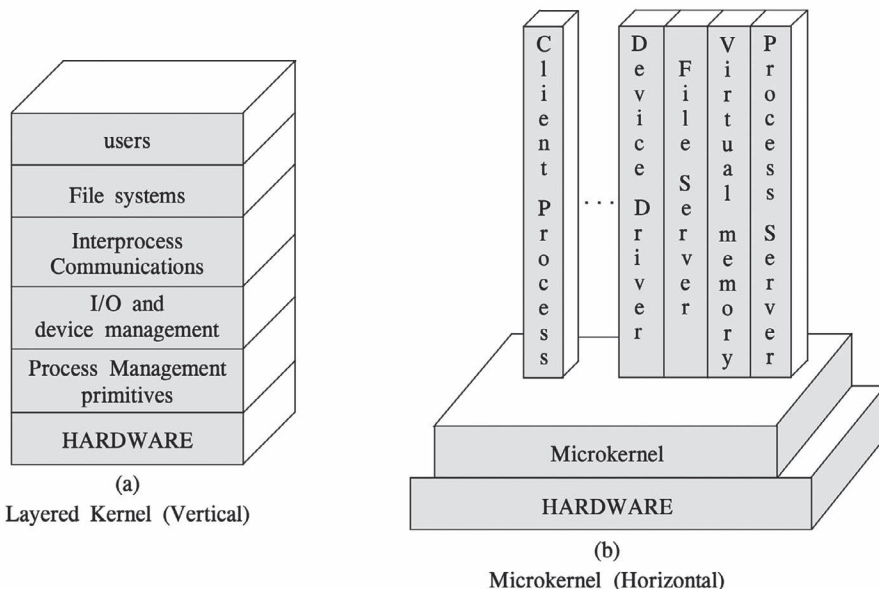 users
File systems
Interprocess
Communications
I/O and
device management
Process Management
primitives
HARDWARE
(a)
Layered Kernel (Vertical)
Client Process
. . .
Device Driver
File Server
Virtual memory
Process Server
Microkernel
HARDWARE
(b)
Microkernel (Horizontal)